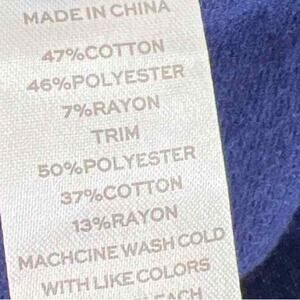 MADE IN CHINA
47%COTTON
46%POLYESTER
7%RAYON
TRIM
50%POLYESTER
37%COTTON
13%RAYON
MACHCINE WASH COLD
WITH LIKE COLORS